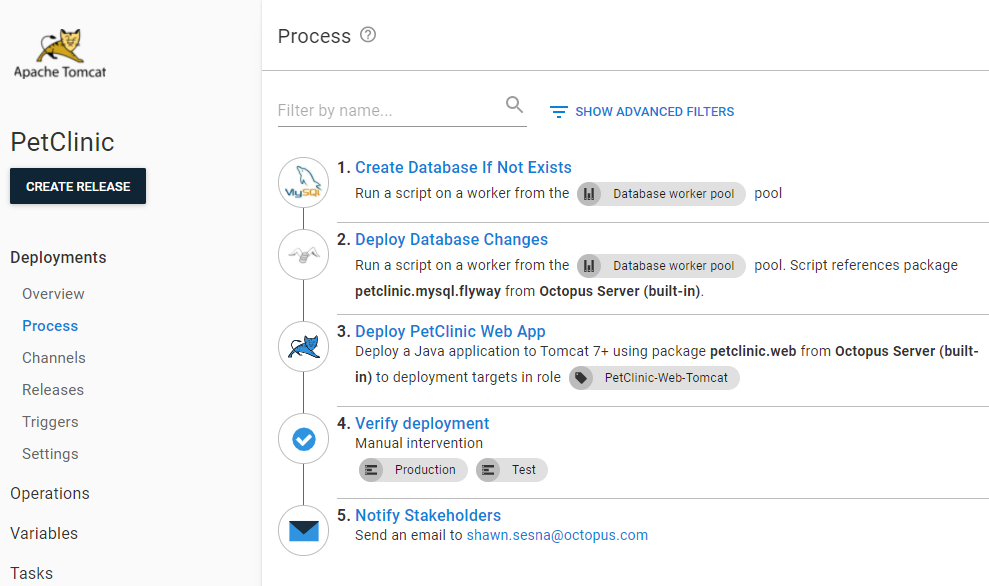 Apache Tomcat
PetClinic
CREATE RELEASE
Deployments
Overview
Process
Channels
Releases
Triggers
Settings
Operations
Variables
Tasks
Process ?
Filter by name...
SHOW ADVANCED FILTERS
MySQL
1. Create Database If Not Exists
Run a script on a worker from the Database worker pool pool
2. Deploy Database Changes
Run a script on a worker from the Database worker pool pool. Script references package
petclinic.mysql.flyway from Octopus Server (built-in).
3. Deploy PetClinic Web App
Deploy a Java application to Tomcat 7+ using package petclinic.web from Octopus Server (built-
in) to deployment targets in role PetClinic-Web-Tomcat
4. Verify deployment
Manual intervention
Production Test
5. Notify Stakeholders
Send an email to shawn.sesna@octopus.com